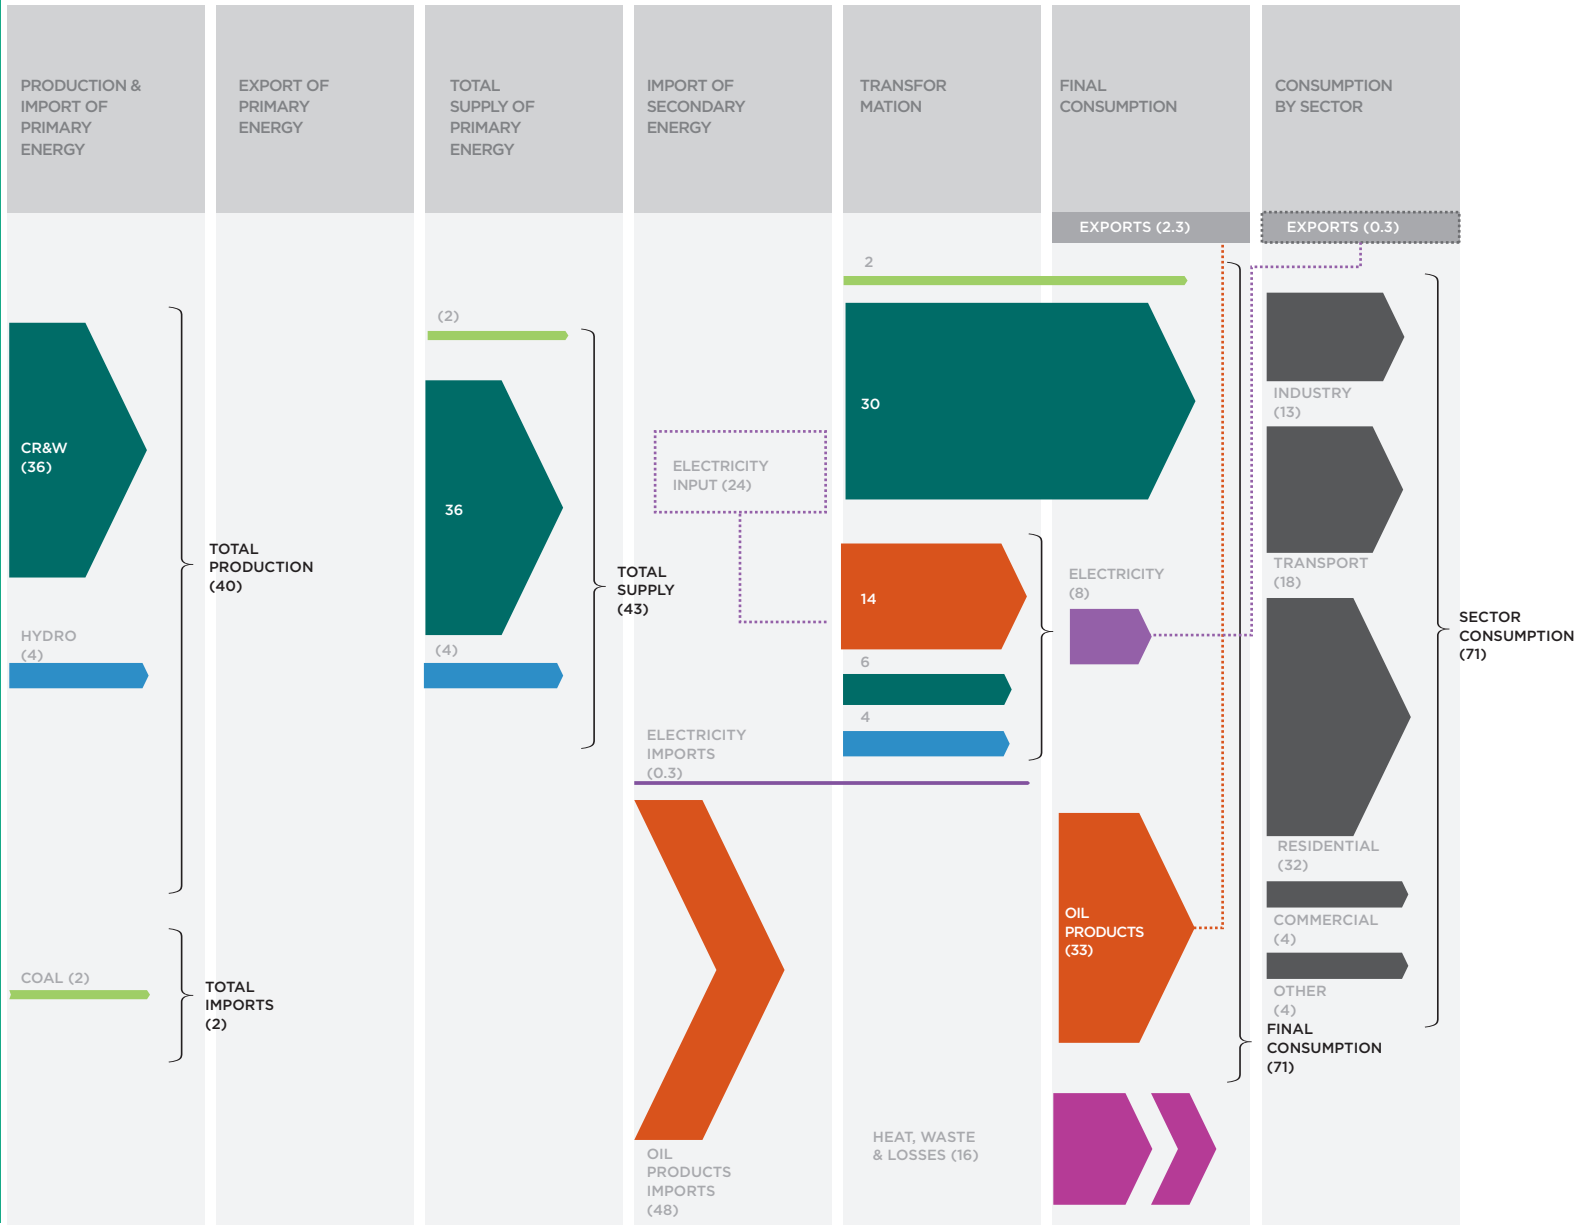 PRODUCTION &
IMPORT OF
PRIMARY
ENERGY
EXPORT OF
PRIMARY
ENERGY
TOTAL
SUPPLY OF
PRIMARY
ENERGY
IMPORT OF
SECONDARY
ENERGY
TRANSFOR
MATION
FINAL
CONSUMPTION
CONSUMPTION
BY SECTOR
EXPORTS (2.3)
EXPORTS (0.3)
CR&W
(36)
HYDRO
(4)
TOTAL
PRODUCTION
(40)
COAL (2)
TOTAL
IMPORTS
(2)
(2)
36
(4)
TOTAL
SUPPLY
(43)
ELECTRICITY
INPUT (24)
ELECTRICITY
IMPORTS
(0.3)
OIL
PRODUCTS
IMPORTS
(48)
2
30
14
6
4
HEAT, WASTE
& LOSSES (16)
ELECTRICITY
(8)
OIL
PRODUCTS
(33)
INDUSTRY
(13)
TRANSPORT
(18)
RESIDENTIAL
(32)
COMMERCIAL
(4)
OTHER
(4)
FINAL
CONSUMPTION
(71)
SECTOR
CONSUMPTION
(71)